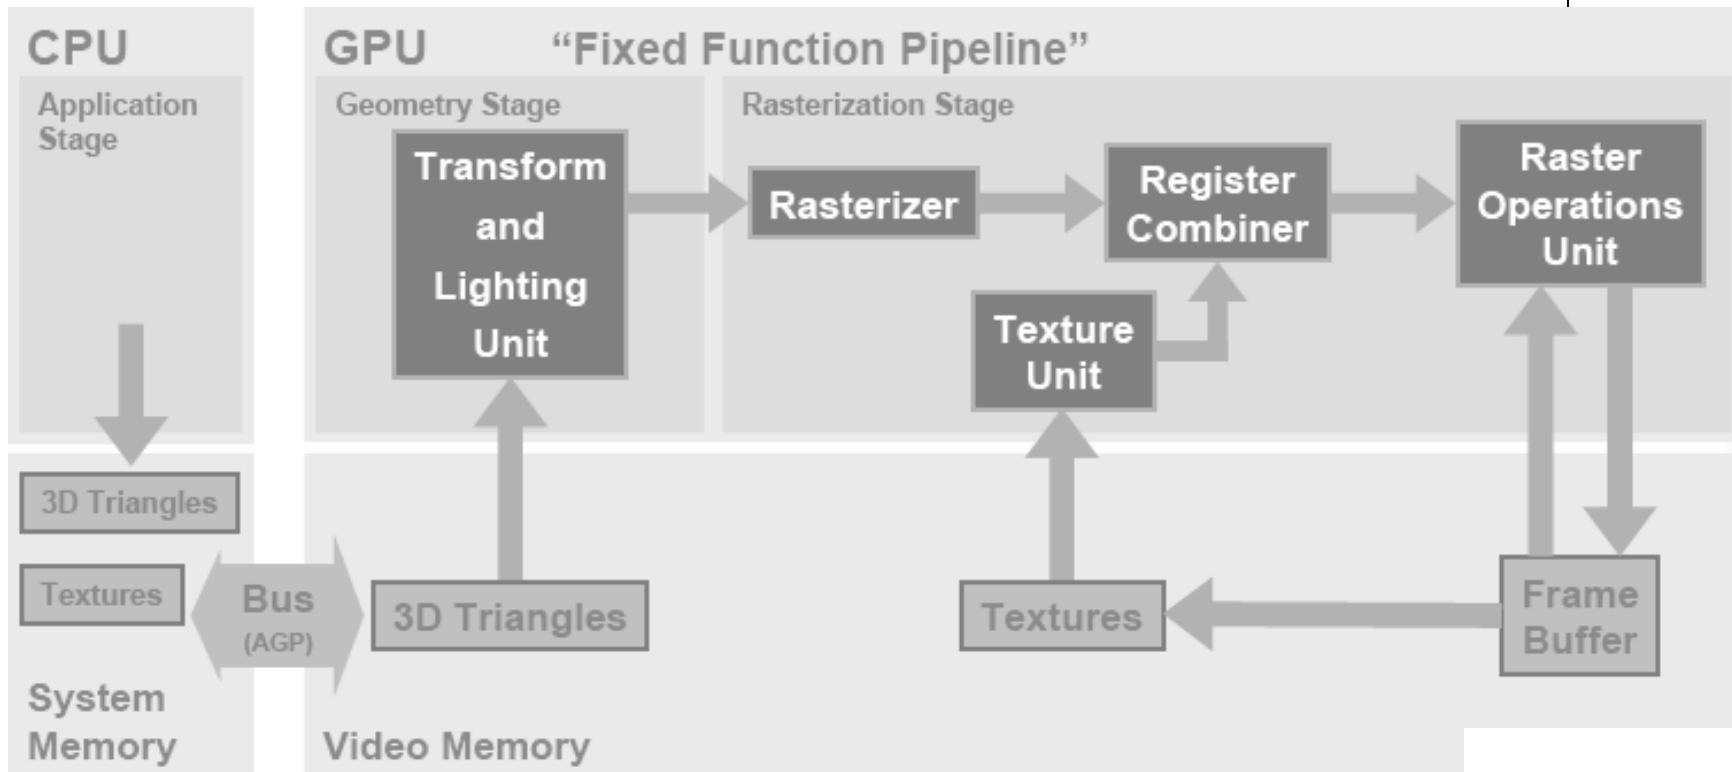 CPU
Application
Stage
3D Triangles
Textures
System
Memory
Bus
(AGP)
GPU “Fixed Function Pipeline”
Geometry Stage
Transform
and
Lighting
Unit
Rasterization Stage
Rasterizer
Register
Combiner
Raster
Operations
Unit
Texture
Unit
3D Triangles
Textures
Frame
Buffer
Video Memory